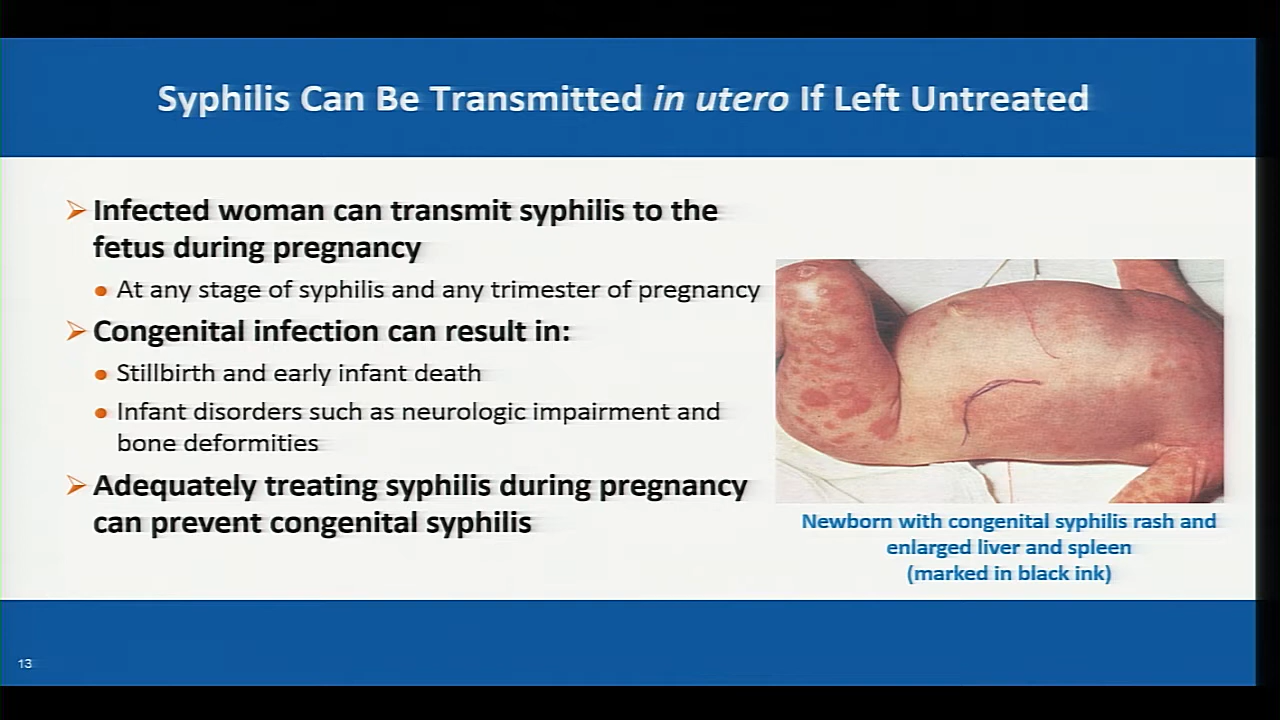 Syphilis Can Be Transmitted in utero If Left Untreated
➢ Infected woman can transmit syphilis to the
fetus during pregnancy
• At any stage of syphilis and any trimester of pregnancy
➢ Congenital infection can result in:
• Stillbirth and early infant death
• Infant disorders such as neurologic impairment and
bone deformities
➢ Adequately treating syphilis during pregnancy
can prevent congenital syphilis
Newborn with congenital syphilis rash and
enlarged liver and spleen
(marked in black ink)
13